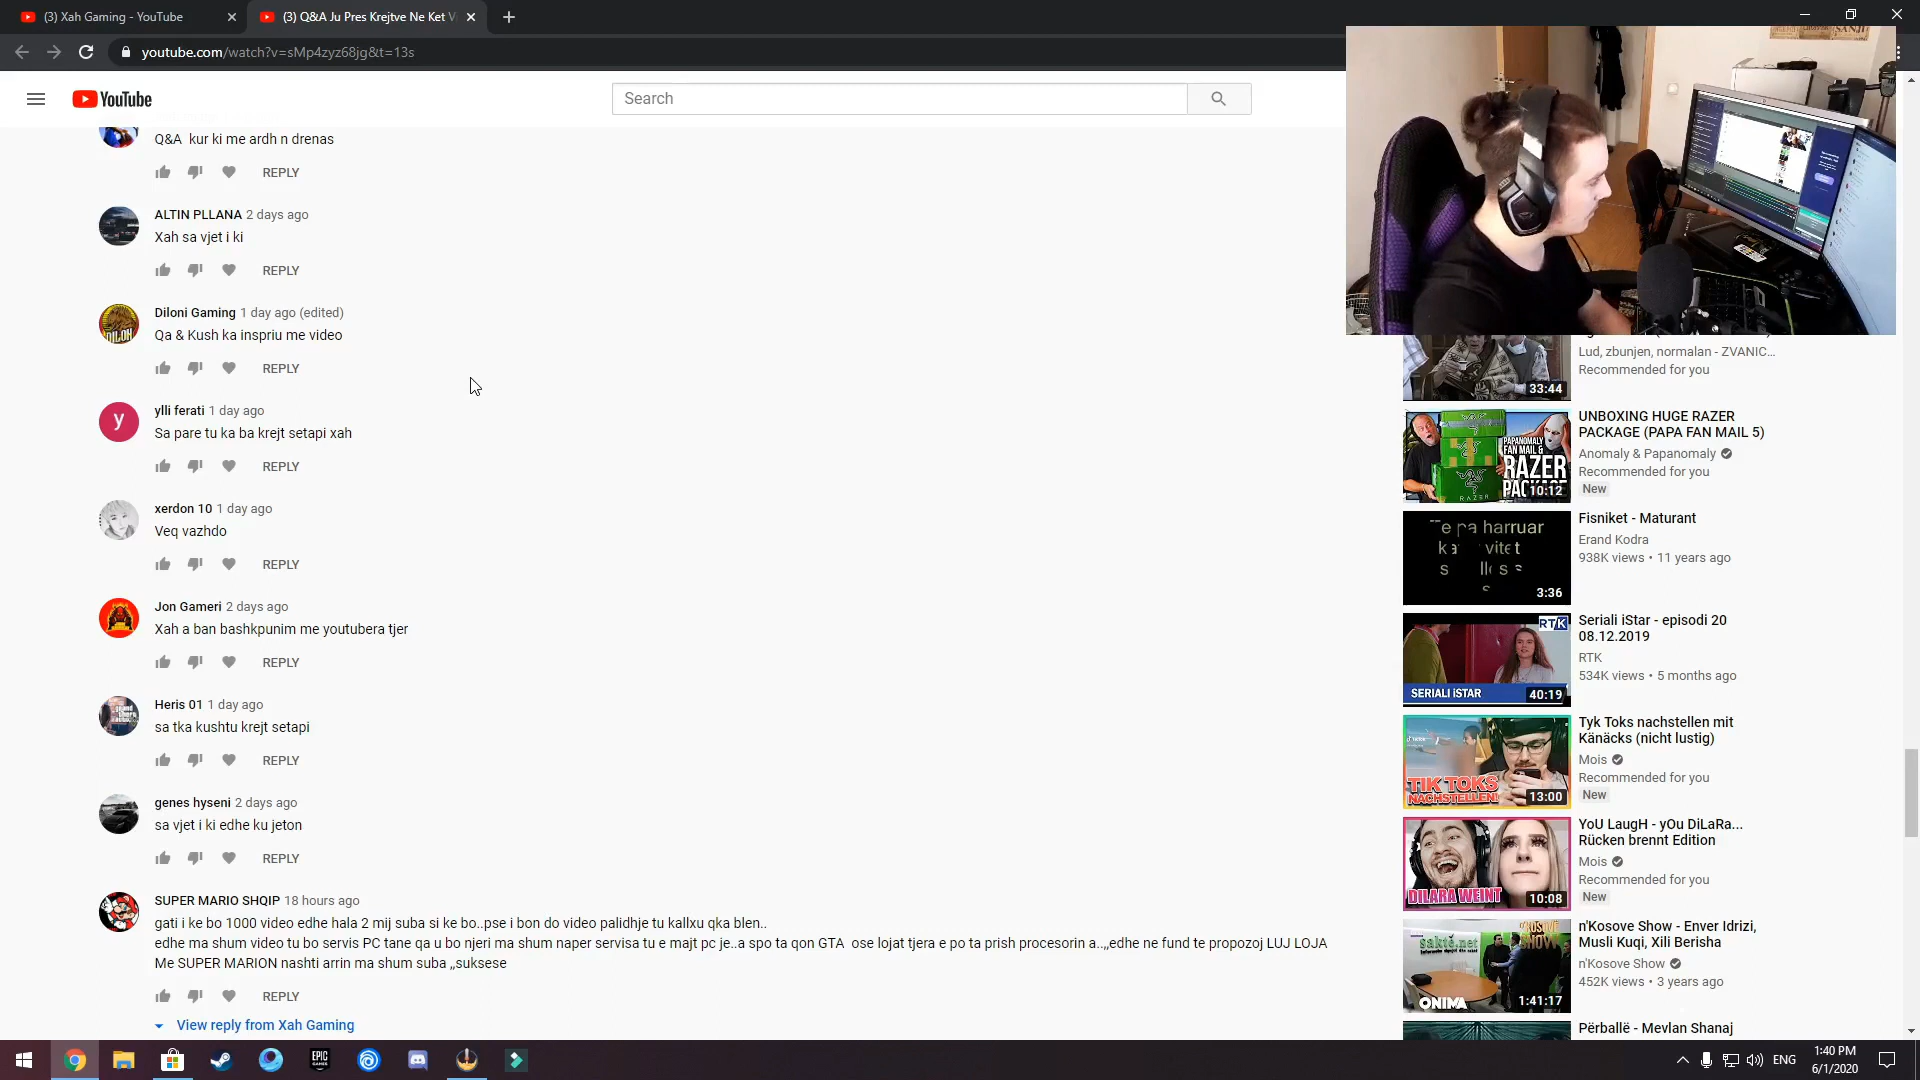 (3) Xah Gaming - YouTube
(3) Q&A Ju Pres Krejtve Ne Ket V
youtube.com/watch?v=sMp4zyz68jg&t=13s
YouTube
Search
Q&A kur ki me ardh n drenas
REPLY
ALTIN PLLANA 2 days ago
Xah sa vjet i ki
REPLY
Diloni Gaming 1 day ago (edited)
Qa & Kush ka inspriu me video
REPLY
y
ylli ferati 1 day ago
Sa pare tu ka ba krejt setapi xah
REPLY
xerdon 10 1 day ago
Veq vazhdo
REPLY
Jon Gameri 2 days ago
Xah a ban bashkpunim me youtubera tjer
REPLY
Heris 01 1 day ago
sa tka kushtu krejt setapi
REPLY
genes hyseni 2 days ago
sa vjet i ki edhe ku jeton
REPLY
SUPER MARIO SHQIP 18 hours ago
gati i ke bo 1000 video edhe hala 2 mij suba si ke bo..pse i bon do video palidhje tu kallxu qka blen..
edhe ma shum video tu bo servis PC tane qa u bo njeri ma shum naper servisa tu e majt pc je..a spo ta qon GTA ose lojat tjera e po ta prish procesorin a..,,edhe ne fund te propozoj LUJ LOJA
Me SUPER MARION nashti arrin ma shum suba ,,suksese
REPLY
View reply from Xah Gaming
Lud, zbunjen, normalan - ZVANIC...
Recommended for you
33:44
UNBOXING HUGE RAZER
PACKAGE (PAPA FAN MAIL 5)
Anomaly & Papanomaly
Recommended for you
New
PAPANOMALY
FAN MAIL &
RAZER
10:12
Fisniket - Maturant
Erand Kodra
938K views • 11 years ago
3:36
Seriali iStar - episodi 20
08.12.2019
RTK
534K views • 5 months ago
RTK
SERIALI iSTAR
40:19
Tyk Toks nachstellen mit
Känäcks (nicht lustig)
Mois
Recommended for you
New
TIK TOKS
NACHSTELLEN!
13:00
YoU LaugH - yOu DiLaRa...
Rücken brennt Edition
Mois
Recommended for you
New
DILARA WEINT
10:08
n'Kosove Show - Enver Idrizi,
Musli Kuqi, Xili Berisha
n'Kosove Show
452K views • 3 years ago
saktë.net
ONIMA
1:41:17
Përballë - Mevlan Shanaj
EPIC
GAMES
ENG
1:40 PM
6/1/2020